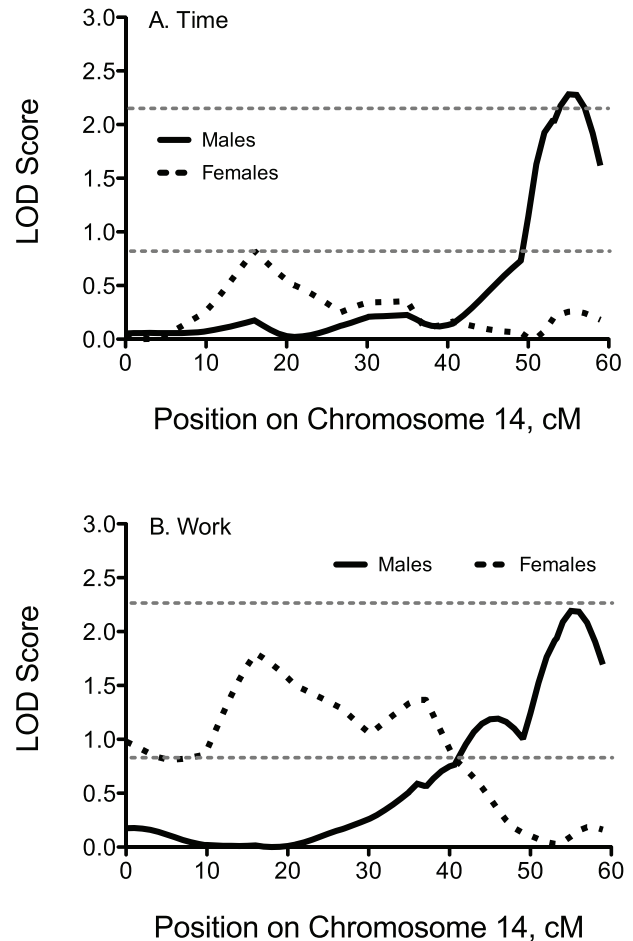 A. Time
3.0
2.5
2.0
1.5
1.0
0.5
0.0
LOD Score
Males
Females
0 10 20 30 40 50 60
Position on Chromosome 14, cM
B. Work
3.0
2.5
2.0
1.5
1.0
0.5
0.0
LOD Score
Males Females
0 10 20 30 40 50 60
Position on Chromosome 14, cM